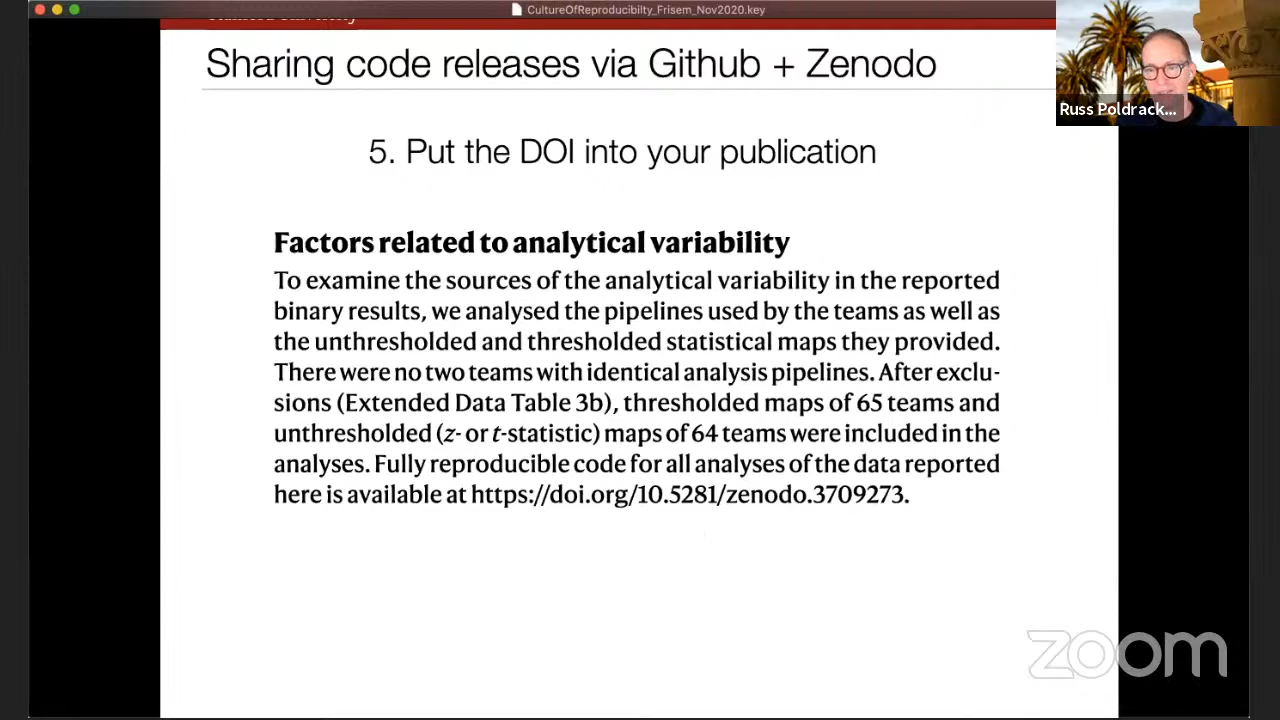 CultureOfReproducibilty_Frisem_Nov2020.key
Stanford University
Sharing code releases via Github + Zenodo
Russ Poldrack...
5. Put the DOI into your publication
Factors related to analytical variability
To examine the sources of the analytical variability in the reported
binary results, we analysed the pipelines used by the teams as well as
the unthresholded and thresholded statistical maps they provided.
There were no two teams with identical analysis pipelines. After exclu-
sions (Extended Data Table 3b), thresholded maps of 65 teams and
unthresholded (z- or t-statistic) maps of 64 teams were included in the
analyses. Fully reproducible code for all analyses of the data reported
here is available at https://doi.org/10.5281/zenodo.3709273.
zoom